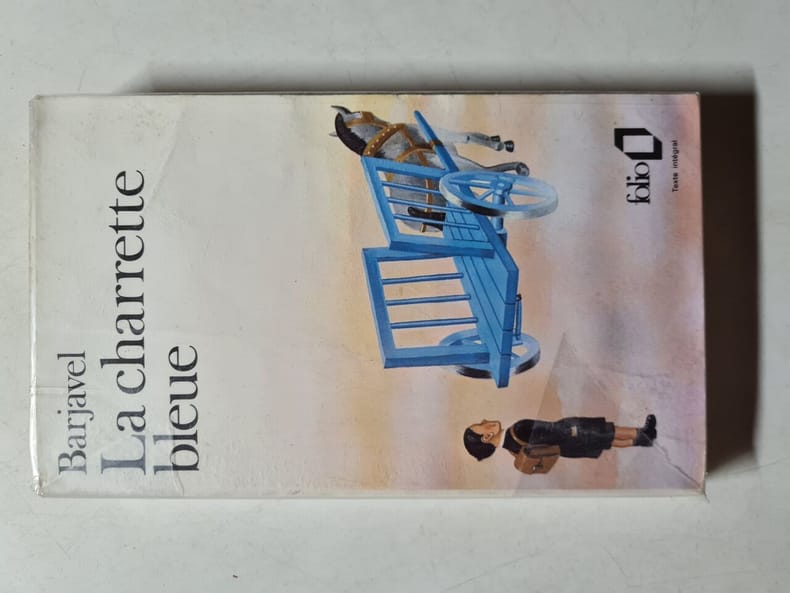 Barjavel
La charrette
bleue
folio
Texte intégral